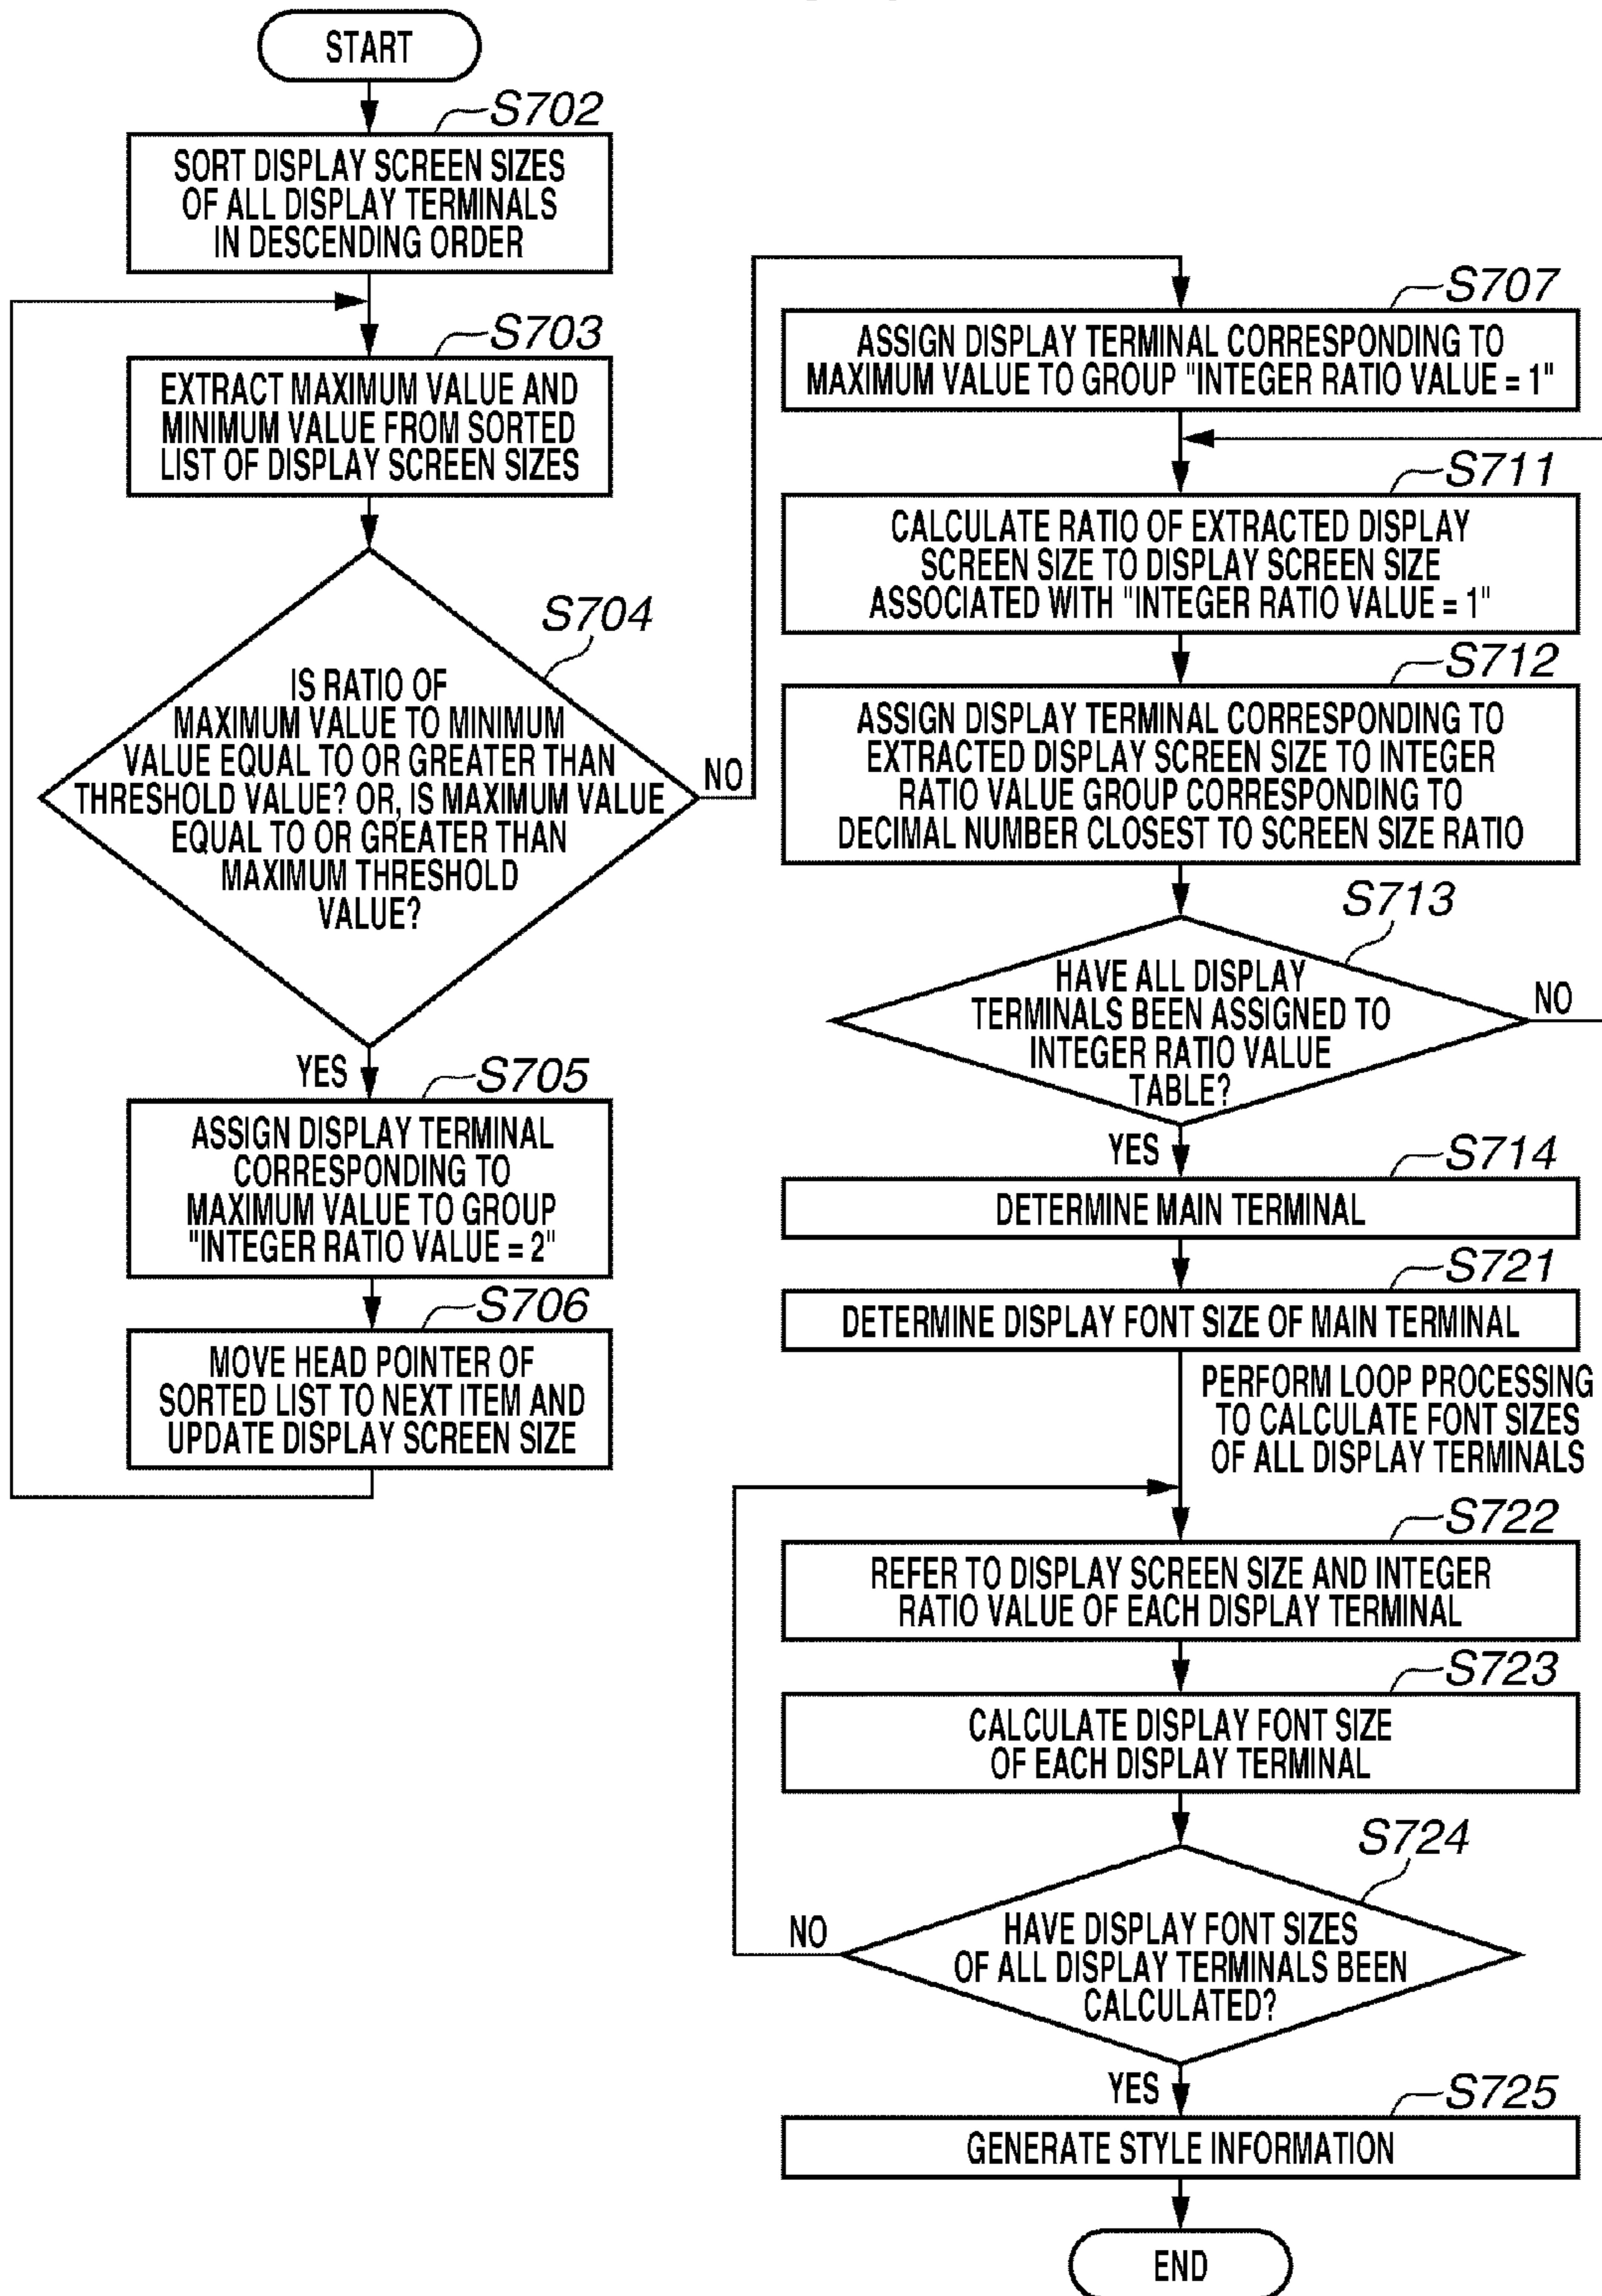 START
S702
SORT DISPLAY SCREEN SIZES
OF ALL DISPLAY TERMINALS
IN DESCENDING ORDER
S703
EXTRACT MAXIMUM VALUE AND
MINIMUM VALUE FROM SORTED
LIST OF DISPLAY SCREEN SIZES
S704
IS RATIO OF
MAXIMUM VALUE TO MINIMUM
VALUE EQUAL TO OR GREATER THAN
THRESHOLD VALUE? OR, IS MAXIMUM VALUE
EQUAL TO OR GREATER THAN
MAXIMUM THRESHOLD
VALUE?
NO
YES
S705
ASSIGN DISPLAY TERMINAL
CORRESPONDING TO
MAXIMUM VALUE TO GROUP
"INTEGER RATIO VALUE = 2"
S706
MOVE HEAD POINTER OF
SORTED LIST TO NEXT ITEM AND
UPDATE DISPLAY SCREEN SIZE
S707
ASSIGN DISPLAY TERMINAL CORRESPONDING TO
MAXIMUM VALUE TO GROUP "INTEGER RATIO VALUE = 1"
S711
CALCULATE RATIO OF EXTRACTED DISPLAY
SCREEN SIZE TO DISPLAY SCREEN SIZE
ASSOCIATED WITH "INTEGER RATIO VALUE = 1"
S712
ASSIGN DISPLAY TERMINAL CORRESPONDING TO
EXTRACTED DISPLAY SCREEN SIZE TO INTEGER
RATIO VALUE GROUP CORRESPONDING TO
DECIMAL NUMBER CLOSEST TO SCREEN SIZE RATIO
S713
HAVE ALL DISPLAY
TERMINALS BEEN ASSIGNED TO
INTEGER RATIO VALUE
TABLE?
NO
YES
S714
DETERMINE MAIN TERMINAL
S721
DETERMINE DISPLAY FONT SIZE OF MAIN TERMINAL
PERFORM LOOP PROCESSING
TO CALCULATE FONT SIZES
OF ALL DISPLAY TERMINALS
S722
REFER TO DISPLAY SCREEN SIZE AND INTEGER
RATIO VALUE OF EACH DISPLAY TERMINAL
S723
CALCULATE DISPLAY FONT SIZE
OF EACH DISPLAY TERMINAL
S724
HAVE DISPLAY FONT SIZES
OF ALL DISPLAY TERMINALS BEEN
CALCULATED?
NO
YES
S725
GENERATE STYLE INFORMATION
END